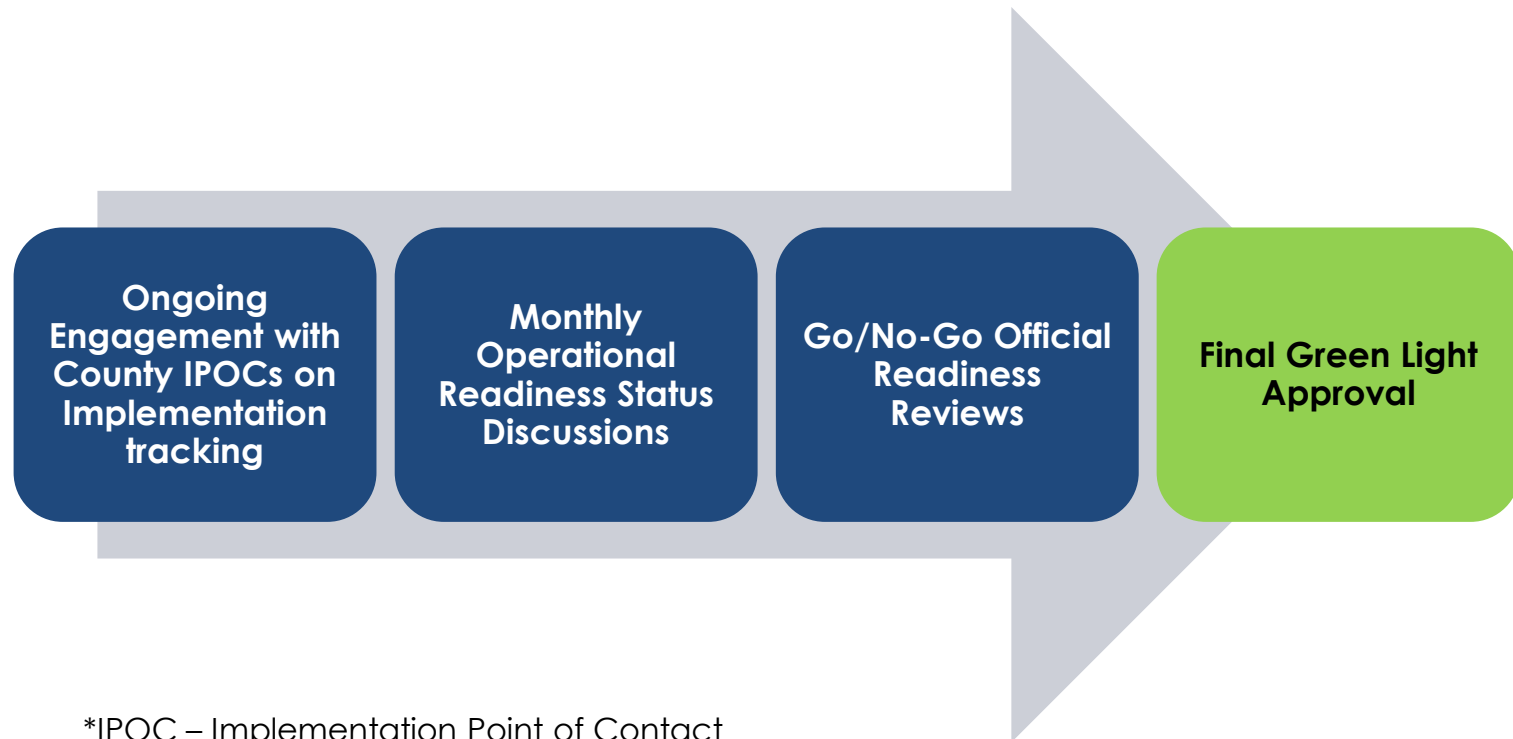 Ongoing
Engagement with
County IPOCs on
Implementation
tracking
Monthly
Operational
Readiness Status
Discussions
Go/No-Go Official
Readiness
Reviews
Final Green Light
Approval
*IPOC – Implementation Point of Contact